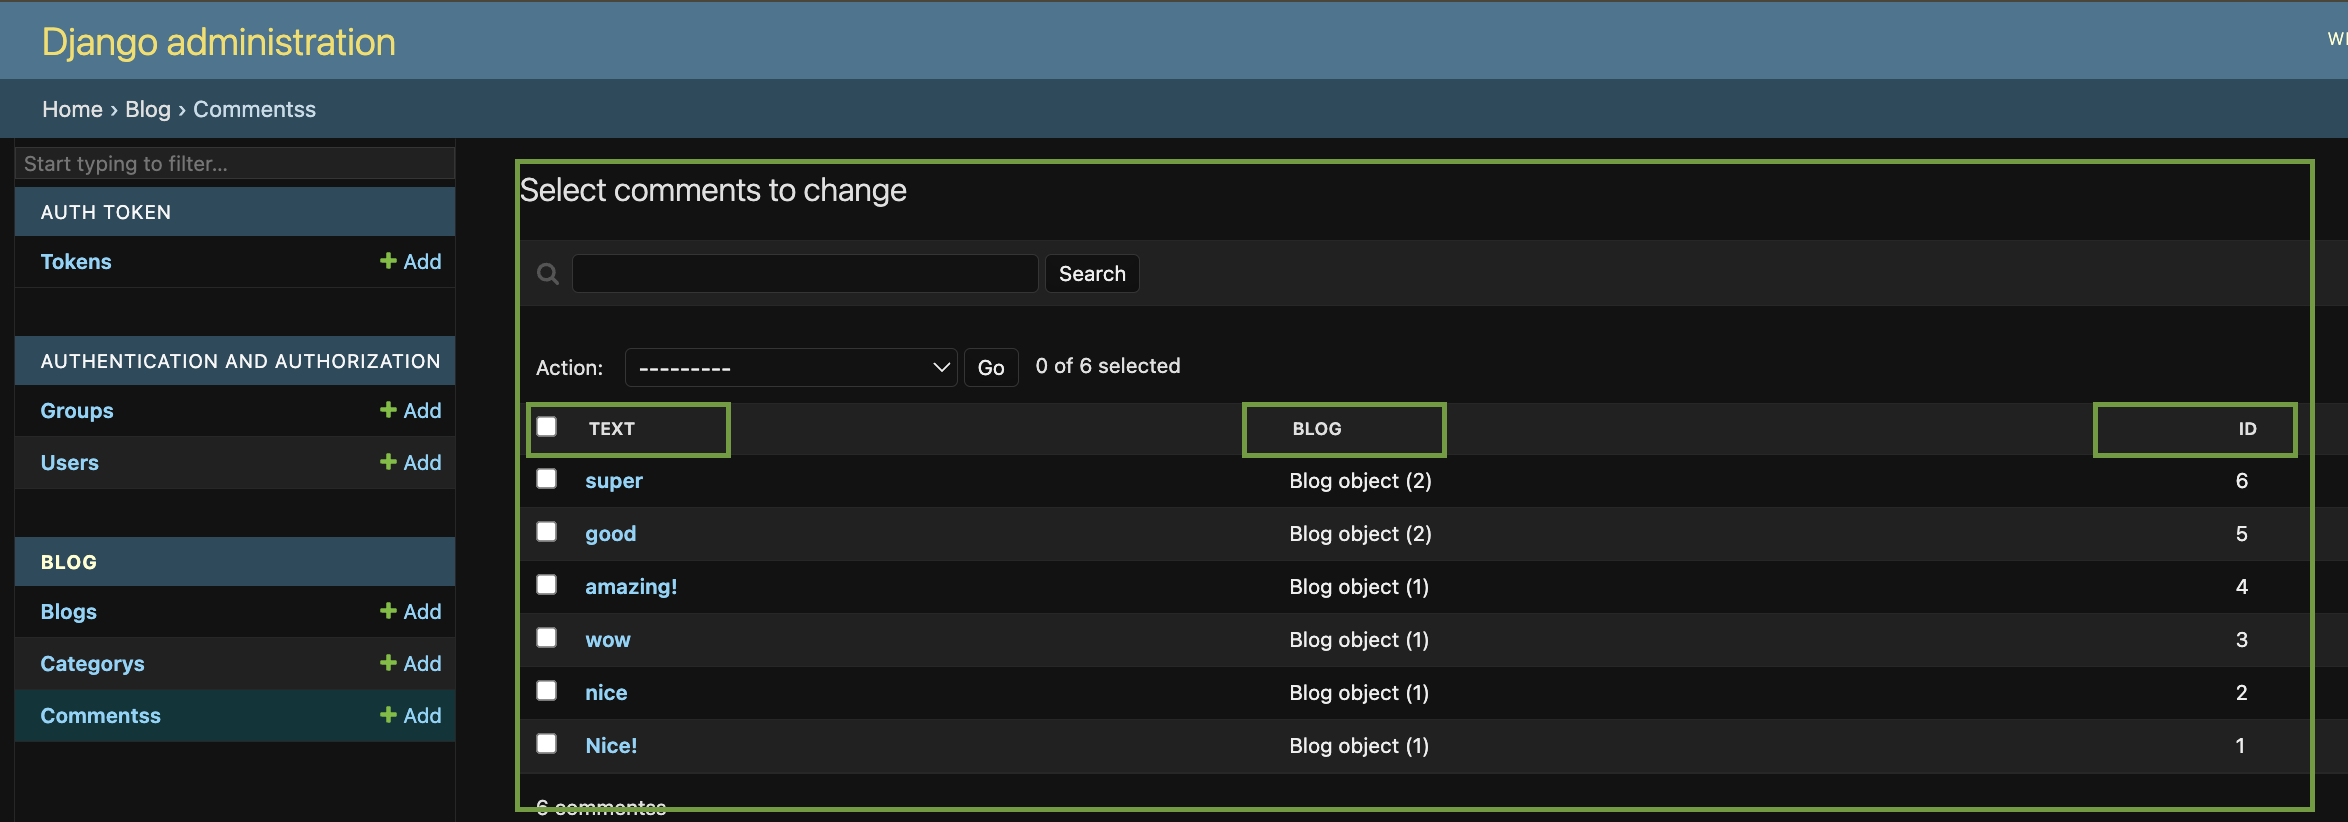 Django administration
Home › Blog › Commentss
Start typing to filter...
AUTH TOKEN
Tokens + Add
AUTHENTICATION AND AUTHORIZATION
Groups + Add
Users + Add
BLOG
Blogs + Add
Categorys + Add
Commentss + Add
Select comments to change
Search
Action: --------- Go 0 of 6 selected
TEXT BLOG ID
super Blog object (2) 6
good Blog object (2) 5
amazing! Blog object (1) 4
wow Blog object (1) 3
nice Blog object (1) 2
Nice! Blog object (1) 1
6 commentss